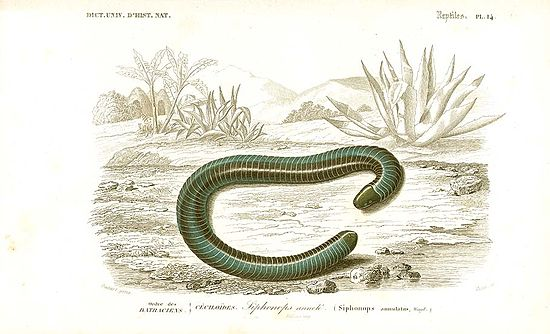 DICT. UNIV. D'HIST. NAT.
Reptiles. PL. 14.
Ordre des
BATRACIENS. CÉCILOÏDES. Siphonops annelé. (Siphonops annulatus, Wagl.)